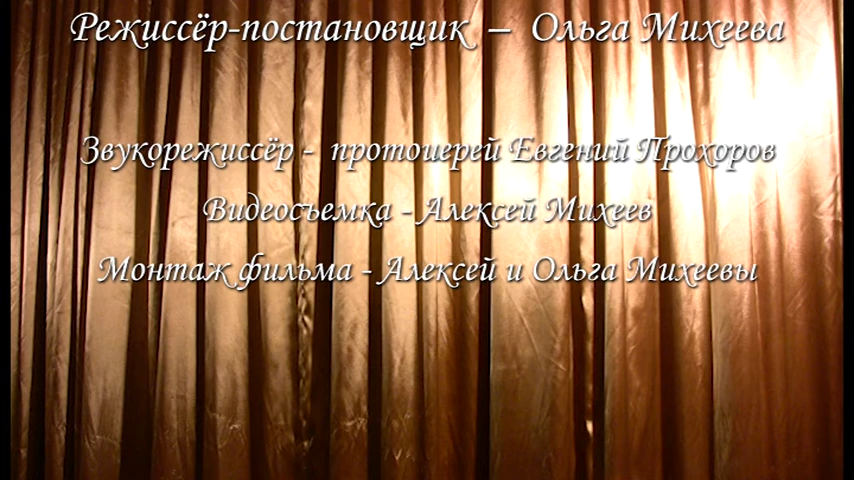 Режиссёр-постановщик – Ольга Михеева
Звукорежиссёр - протоиерей Евгений Прохоров
Видеосъемка - Алексей Михеев
Монтаж фильма - Алексей и Ольга Михеевы